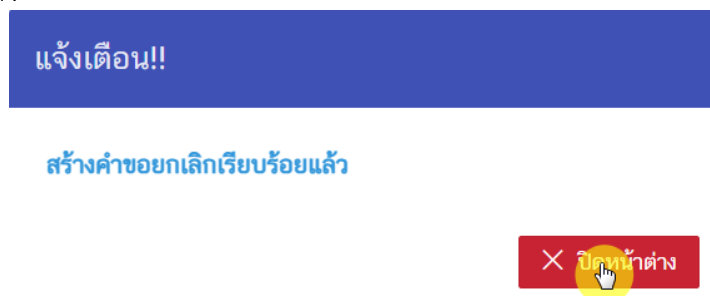 แจ้งเตือน!!
สร้างคำขอยกเลิกเรียบร้อยแล้ว
ปิดหน้าต่าง